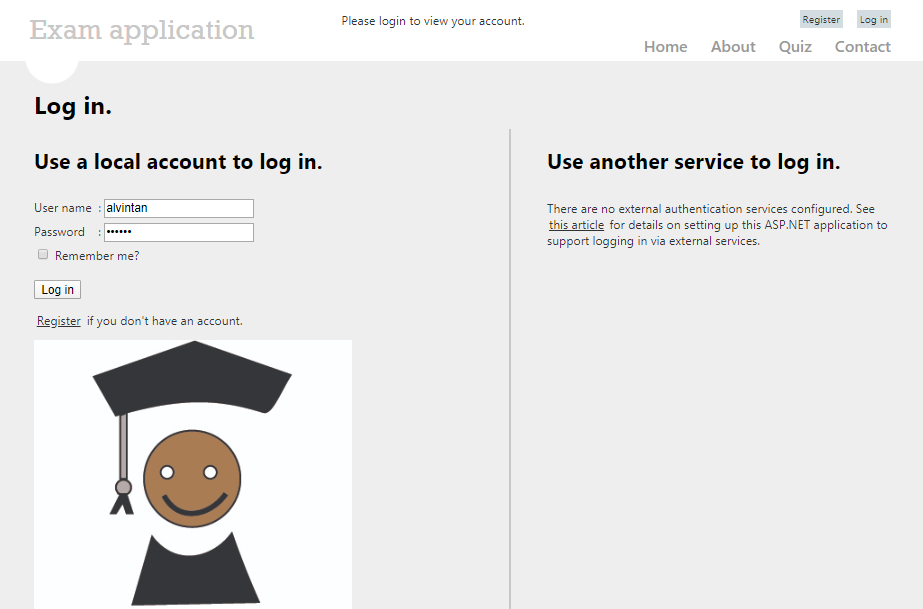 Exam application
Please login to view your account.
Register Log in
Home About Quiz Contact
Log in.
Use a local account to log in.
User name : alvintan
Password : ••••••
Remember me?
Log in
Register if you don't have an account.
Use another service to log in.
There are no external authentication services configured. See
this article for details on setting up this ASP.NET application to
support logging in via external services.